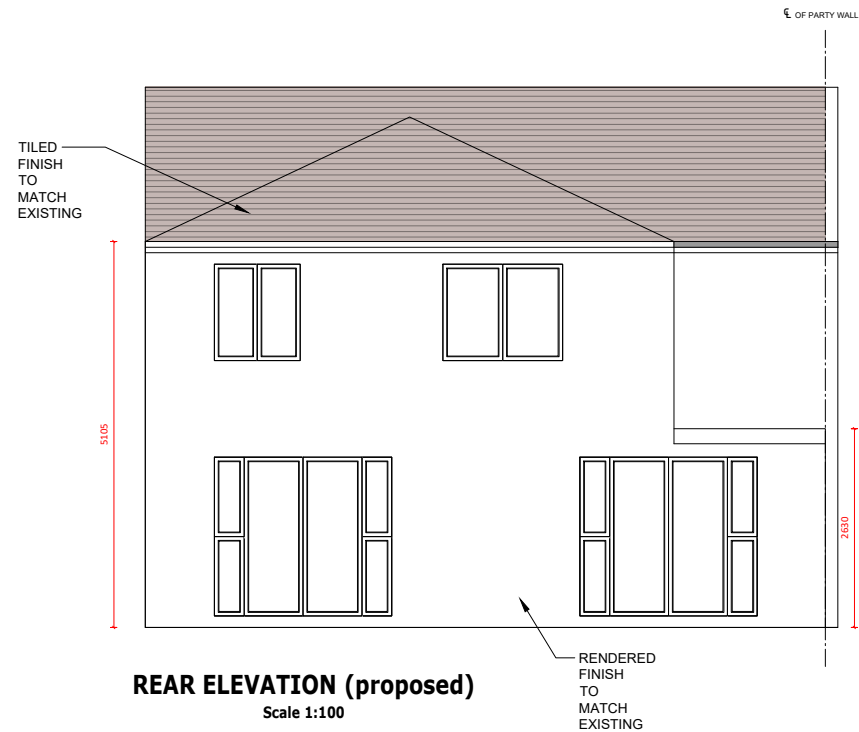 ℄ OF PARTY WALL
TILED
FINISH
TO
MATCH
EXISTING
5105
2630
RENDERED
FINISH
TO
MATCH
EXISTING
REAR ELEVATION (proposed)
Scale 1:100